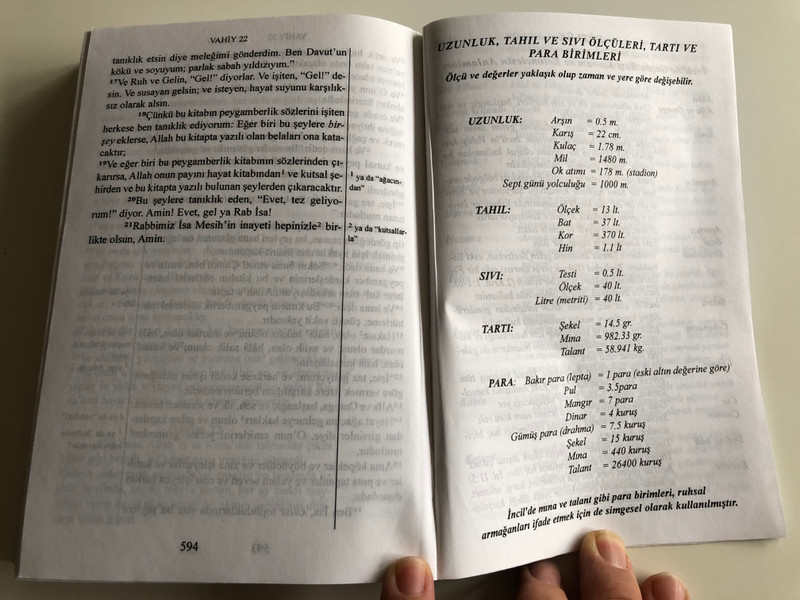 VAHİY 22
tanıklık etsin diye meleğimi gönderdim. Ben Davut'un
kökü ve soyuyum; parlak sabah yıldızıyım."
17Ve Ruh ve Gelin, "Gel!" diyorlar. Ve işiten, "Gel!" de-
sin. Ve susayan gelsin; ve isteyen, hayat suyunu karşılık-
sız olarak alsın.
18Çünkü bu kitabın peygamberlik sözlerini işiten
herkese ben tanıklık ediyorum: Eğer biri bu şeylere bir-
şey eklerse, Allah bu kitapta yazılı olan belaları ona kata-
caktır;
19Ve eğer biri bu peygamberlik kitabının sözlerinden çı-
karırsa, Allah onun payını hayat kitabından1 ve kutsal şe-
hirden ve bu kitapta yazılı bulunan şeylerden çıkaracaktır.
20Bu şeylere tanıklık eden, "Evet, tez geliyo-
rum!" diyor. Amin! Evet, gel ya Rab İsa!
21Rabbimiz İsa Mesih'in inayeti hepinizle2 bir-
likte olsun, Amin.
1 ya da "ağacın-
dan"
2 ya da "kutsallar-
la"
594
UZUNLUK, TAHIL VE SIVI ÖLÇÜLERİ, TARTI VE
PARA BİRİMLERİ
Ölçü ve değerler yaklaşık olup zaman ve yere göre değişebilir.
UZUNLUK: Arşın = 0.5 m.
Karış = 22 cm.
Kulaç = 1.78 m.
Mil = 1480 m.
Ok atımı = 178 m. (stadion)
Sept günü yolculuğu = 1000 m.
TAHIL: Ölçek = 13 lt.
Bat = 37 lt.
Kor = 370 lt.
Hin = 1.1 lt
SIVI: Testi = 0.5 lt.
Ölçek = 40 lt.
Litre (metriti) = 40 lt.
TARTI: Şekel = 14.5 gr.
Mına = 982.33 gr.
Talant = 58.941 kg.
PARA: Bakır para (lepta) = 1 para (eski altın değerine göre)
Pul = 3.5para
Mangır = 7 para
Dinar = 4 kuruş
Gümüş para (drahma) = 7.5 kuruş
Şekel = 15 kuruş
Mına = 440 kuruş
Talant = 26400 kuruş
İncil'de mına ve talant gibi para birimleri, ruhsal
armağanları ifade etmek için de simgesel olarak kullanılmıştır.